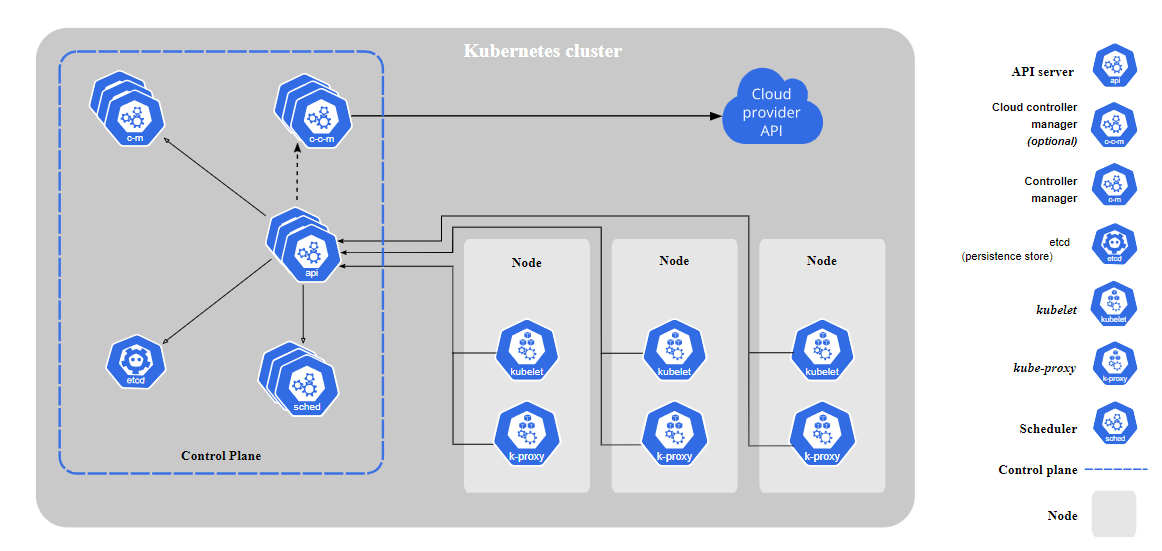 Kubernetes cluster
c-m
c-c-m
Cloud
provider
API
api
etcd
sched
Control Plane
Node
Node
Node
kubelet
kubelet
kubelet
k-proxy
k-proxy
k-proxy
API server
api
Cloud controller
manager
(optional)
c-c-m
Controller
manager
c-m
etcd
(persistence store)
etcd
kubelet
kubelet
kube-proxy
k-proxy
Scheduler
sched
Control plane
Node